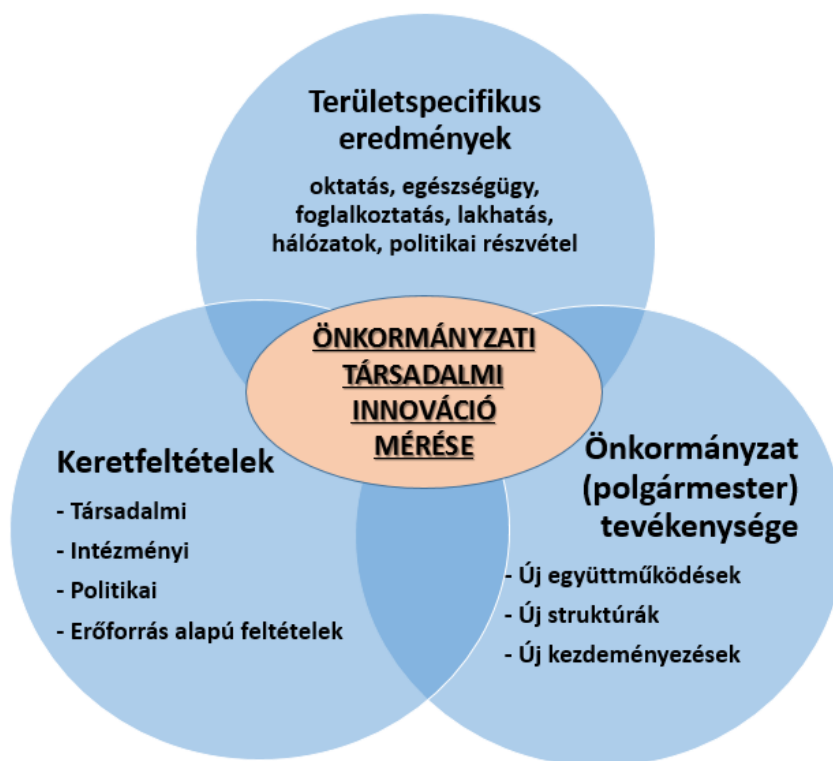 Területspecifikus
eredmények
oktatás, egészségügy,
foglalkoztatás, lakhatás,
hálózatok, politikai részvétel
ÖNKORMÁNYZATI
TÁRSADALMI
INNOVÁCIÓ
MÉRÉSE
Keretfeltételek
- Társadalmi
- Intézményi
- Politikai
- Erőforrás alapú feltételek
Önkormányzat
(polgármester)
tevékenysége
- Új együttműködések
- Új struktúrák
- Új kezdeményezések